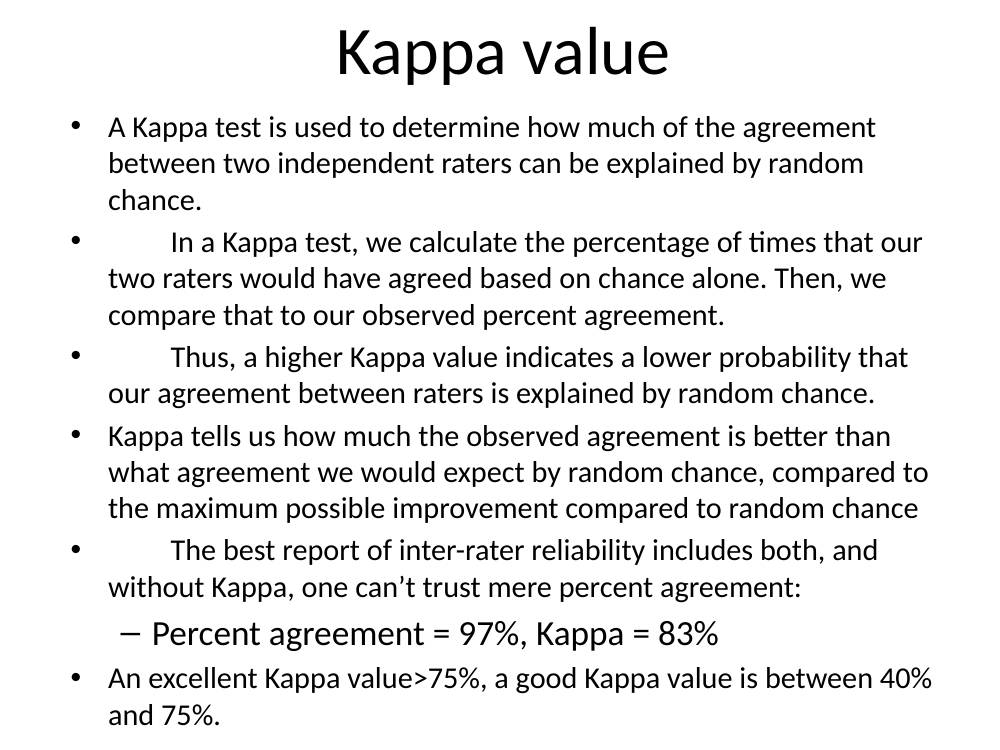 Kappa value
• A Kappa test is used to determine how much of the agreement
between two independent raters can be explained by random
chance.
• In a Kappa test, we calculate the percentage of times that our
two raters would have agreed based on chance alone. Then, we
compare that to our observed percent agreement.
• Thus, a higher Kappa value indicates a lower probability that
our agreement between raters is explained by random chance.
• Kappa tells us how much the observed agreement is better than
what agreement we would expect by random chance, compared to
the maximum possible improvement compared to random chance
• The best report of inter-rater reliability includes both, and
without Kappa, one can’t trust mere percent agreement:
– Percent agreement = 97%, Kappa = 83%
• An excellent Kappa value>75%, a good Kappa value is between 40%
and 75%.